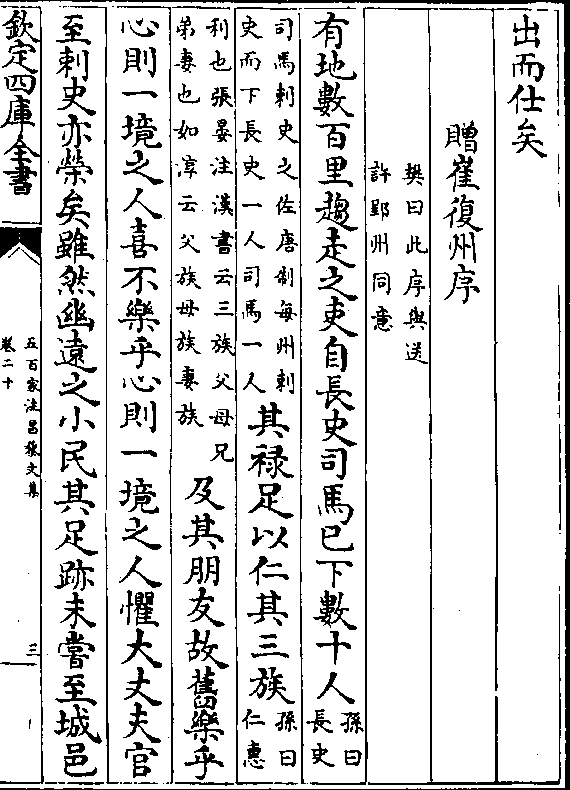 出而仕矣
贈崔復州序
樊曰此序與送
許郢州同意
有地數百里趨走之吏自長史司馬已下數十人
孫曰
長史
司馬刺史之佐唐制每州刺
史而下長史一人司馬一人
其禄足以仁其三族
孫曰
仁惠
利也張晏注漢書云三族父母兄
弟妻也如淳云父族母族妻族
及其朋友故舊樂乎
心則一境之人喜不樂乎心則一境之人懼大丈夫官
至刺史亦榮矣雖然幽遠之小民其足跡未嘗至城邑
欽定四庫全書
五百家注昌黎文集
卷二十
三